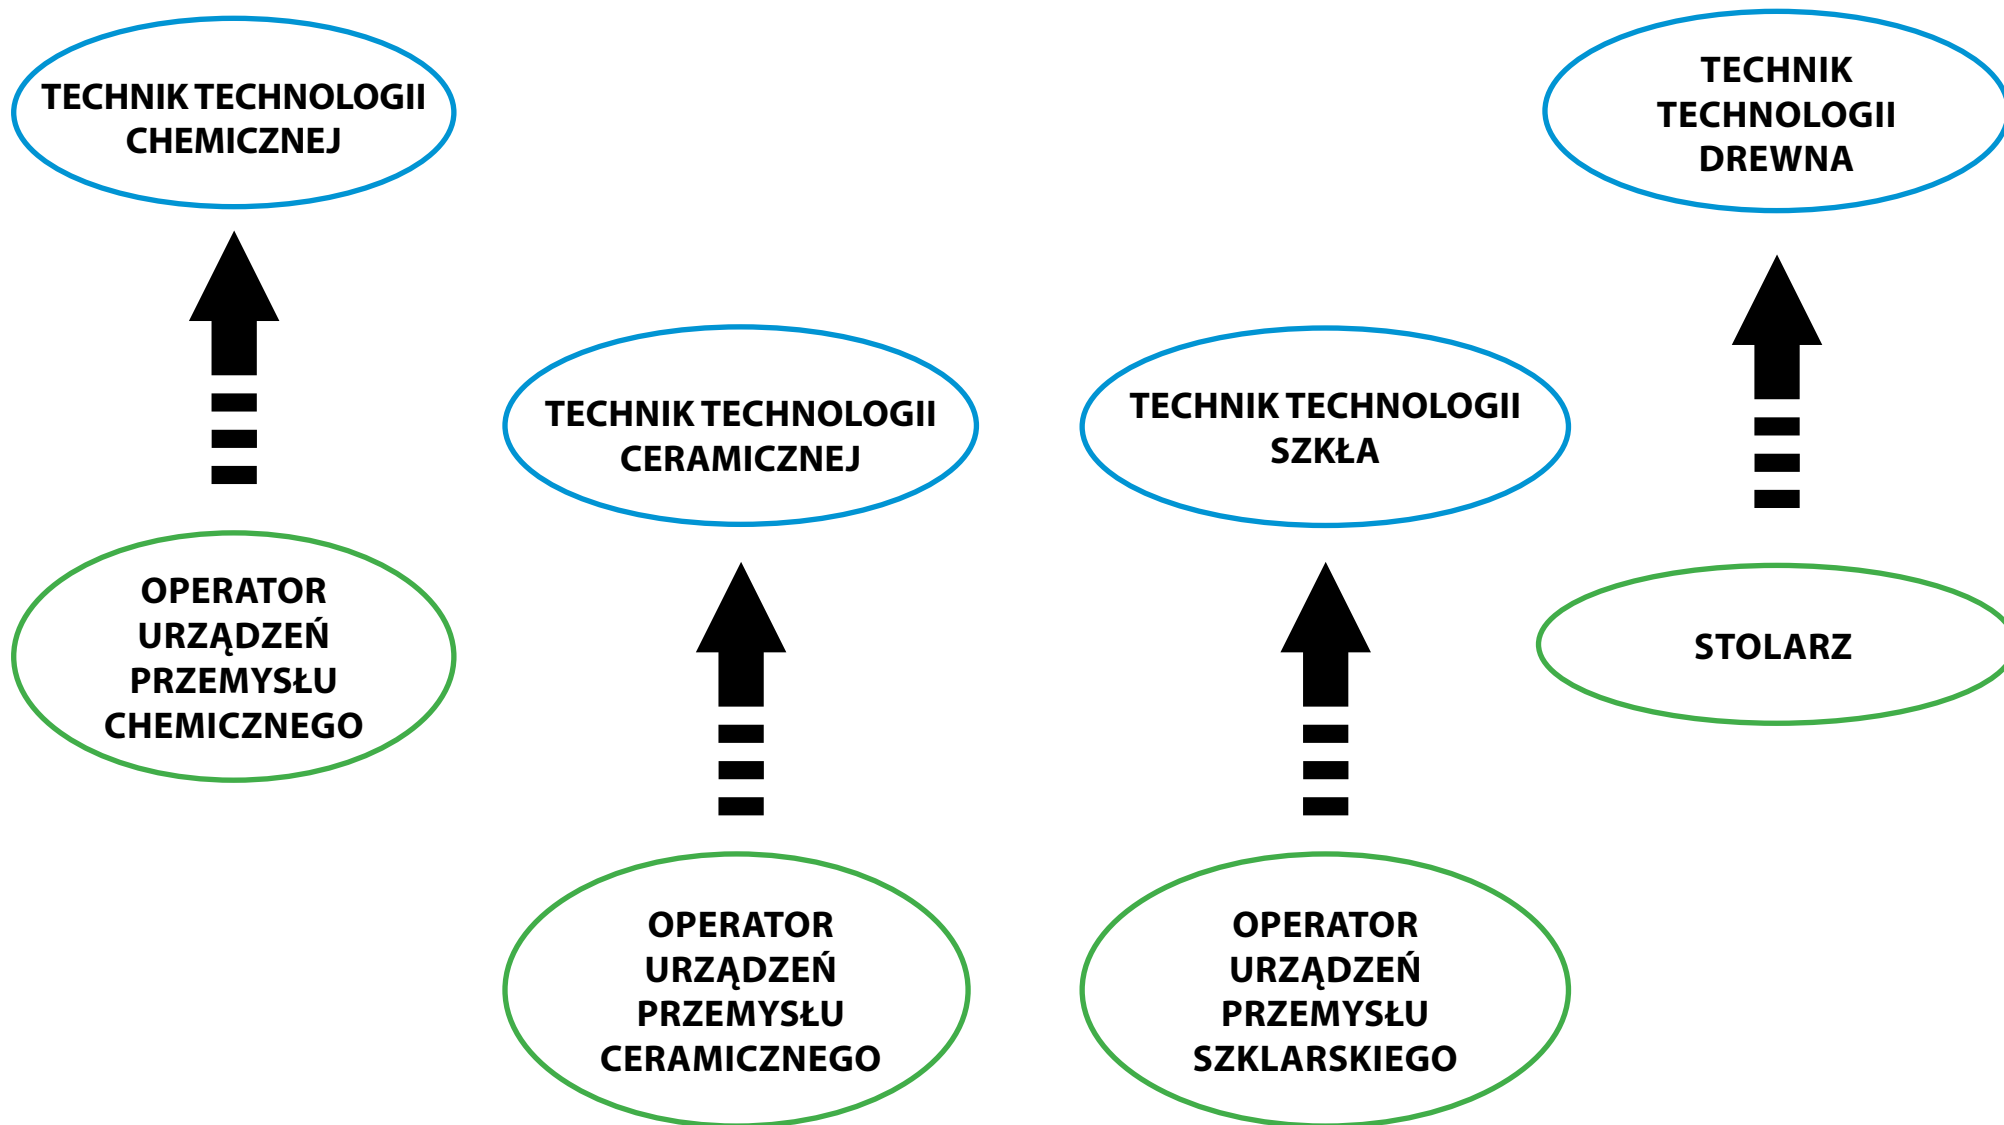 TECHNIK TECHNOLOGII
CHEMICZNEJ
TECHNIK
TECHNOLOGII
DREWNA
TECHNIK TECHNOLOGII
CERAMICZNEJ
TECHNIK TECHNOLOGII
SZKŁA
OPERATOR
URZĄDZEŃ
PRZEMYSŁU
CHEMICZNEGO
STOLARZ
OPERATOR
URZĄDZEŃ
PRZEMYSŁU
CERAMICZNEGO
OPERATOR
URZĄDZEŃ
PRZEMYSŁU
SZKLARSKIEGO